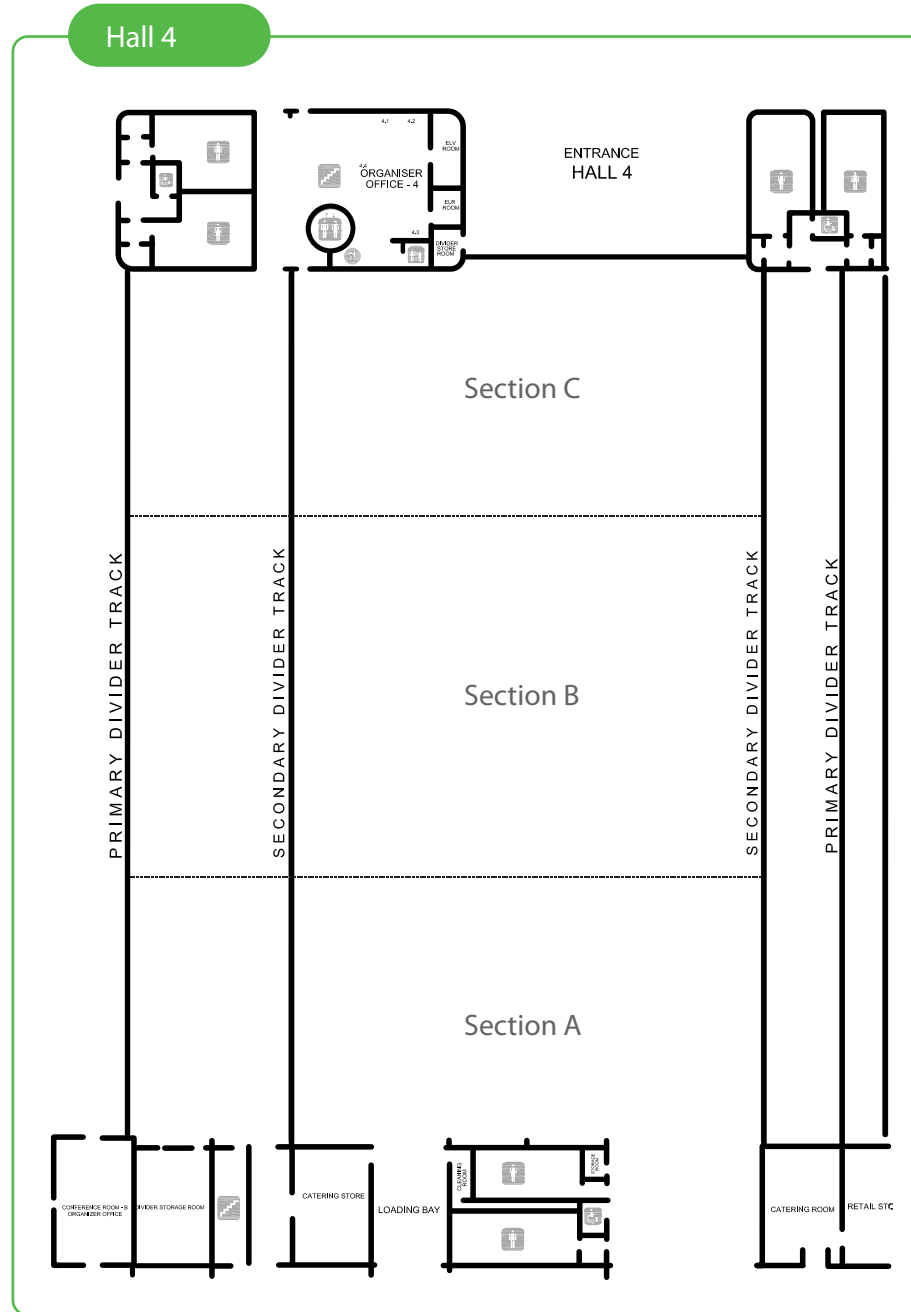 Hall 4
4.1
4.2
ELV
ROOM
ENTRANCE
HALL 4
4.4
ORGANISER
OFFICE - 4
ELR
ROOM
4.3
DIVIDER
STORE
ROOM
Section C
PRIMARY DIVIDER TRACK
SECONDARY DIVIDER TRACK
Section B
SECONDARY DIVIDER TRACK
PRIMARY DIVIDER TRACK
Section A
CONFERENCE ROOM - B
ORGANIZER OFFICE
DIVIDER STORAGE ROOM
CATERING STORE
LOADING BAY
CLEANING
ROOM
STORAGE
ROOM
CATERING ROOM
RETAIL STO